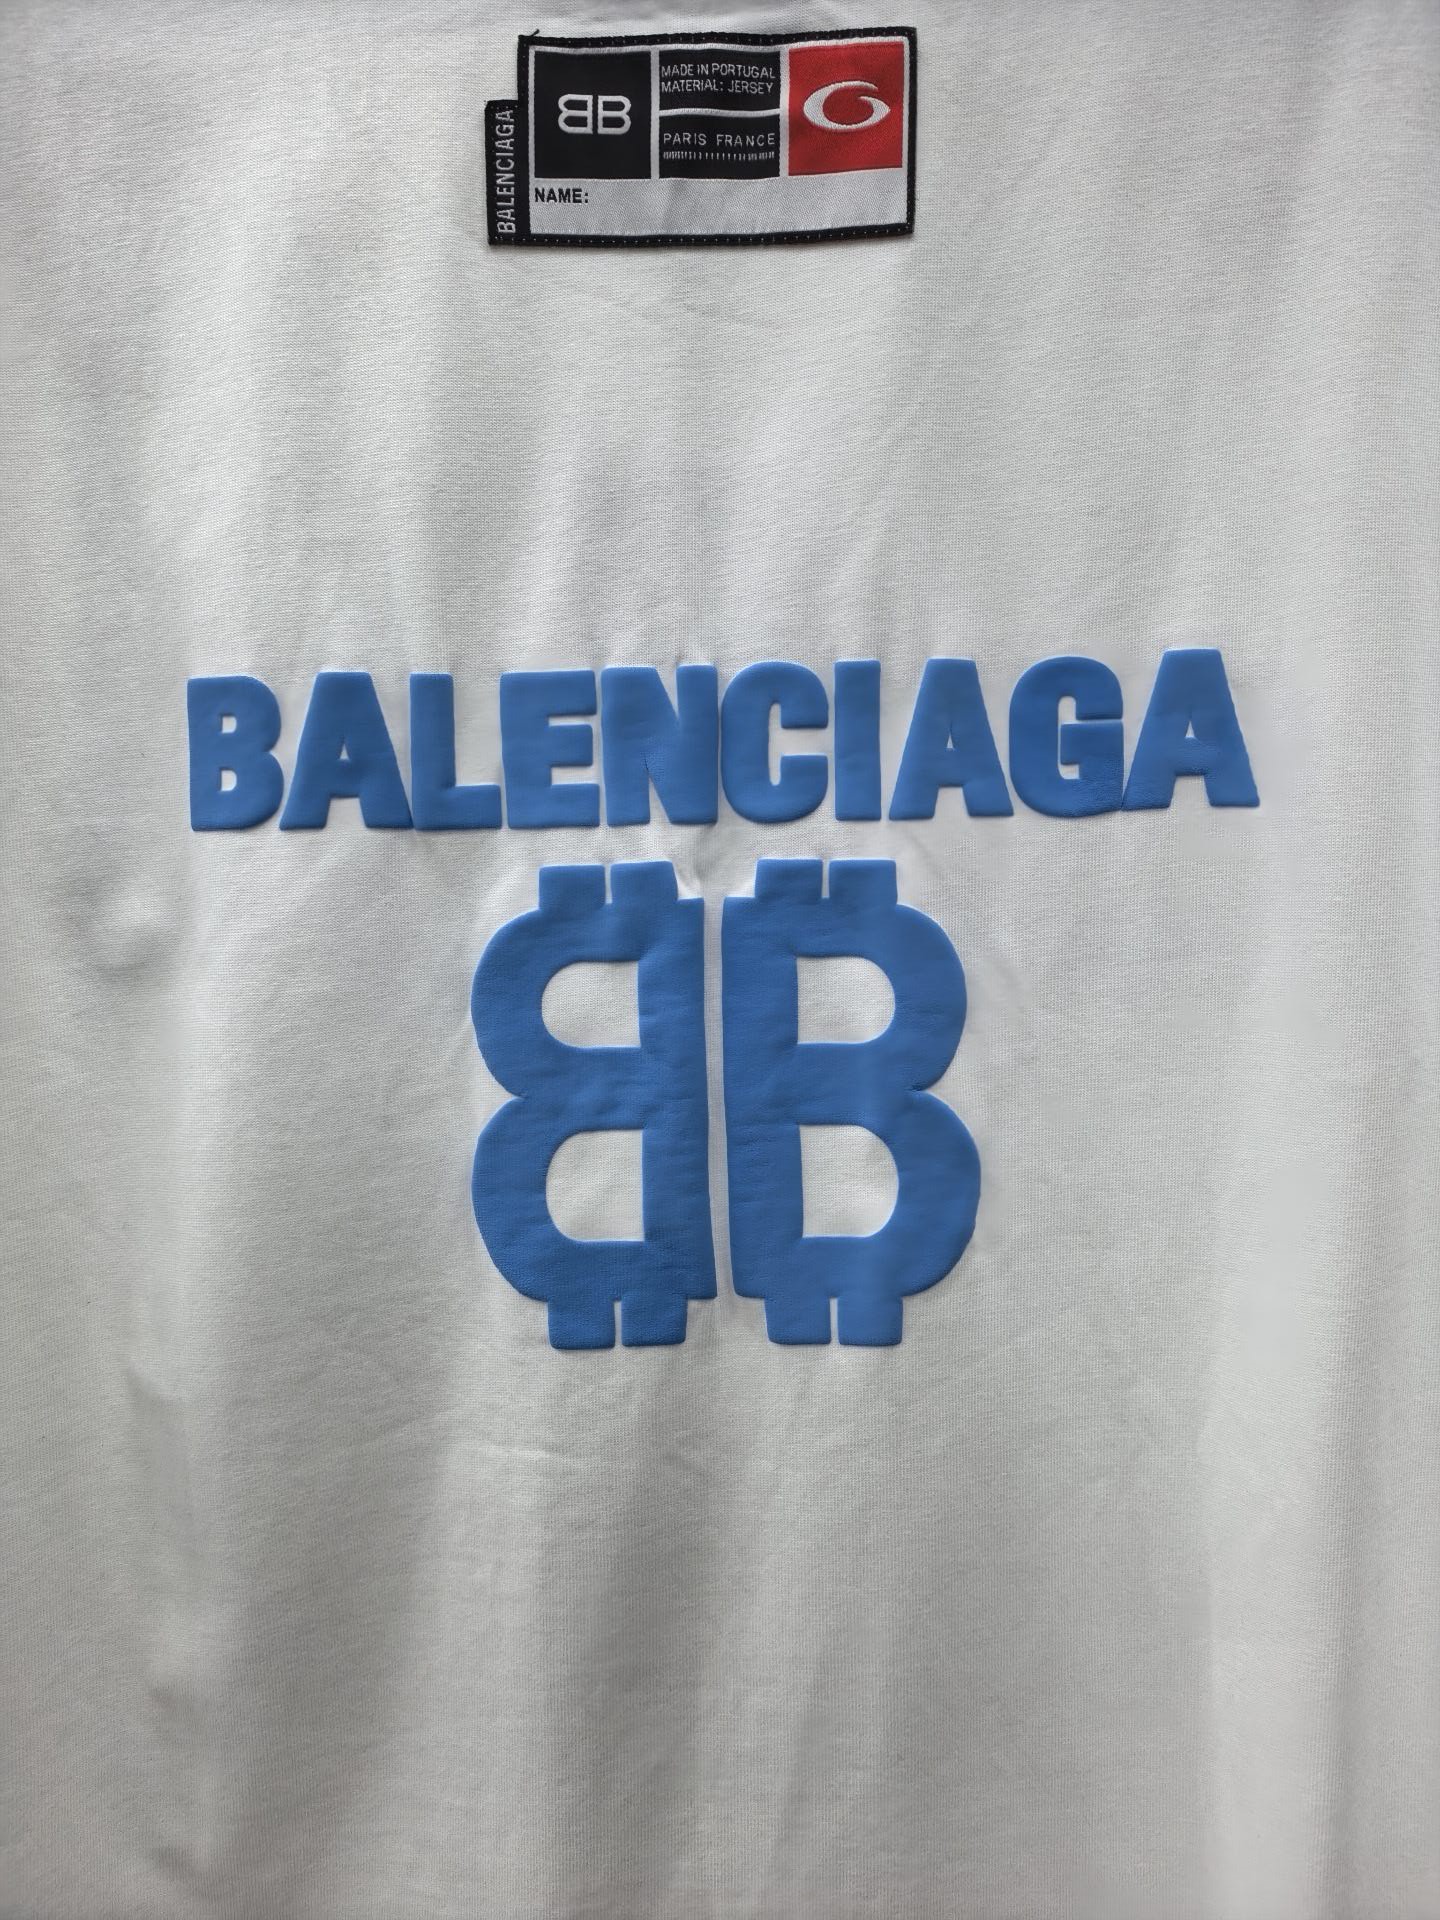 BB
MADE IN PORTUGAL
MATERIAL: JERSEY
PARIS FRANCE
G
BALENCIAGA
NAME:
BALENCIAGA
BB